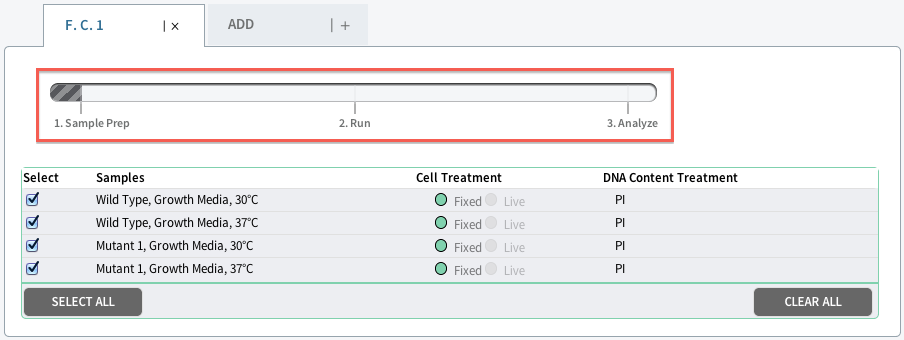 F. C. 1 | x ADD | +
1. Sample Prep 2. Run 3. Analyze
Select Samples Cell Treatment DNA Content Treatment
Wild Type, Growth Media, 30°C Fixed Live PI
Wild Type, Growth Media, 37°C Fixed Live PI
Mutant 1, Growth Media, 30°C Fixed Live PI
Mutant 1, Growth Media, 37°C Fixed Live PI
SELECT ALL CLEAR ALL